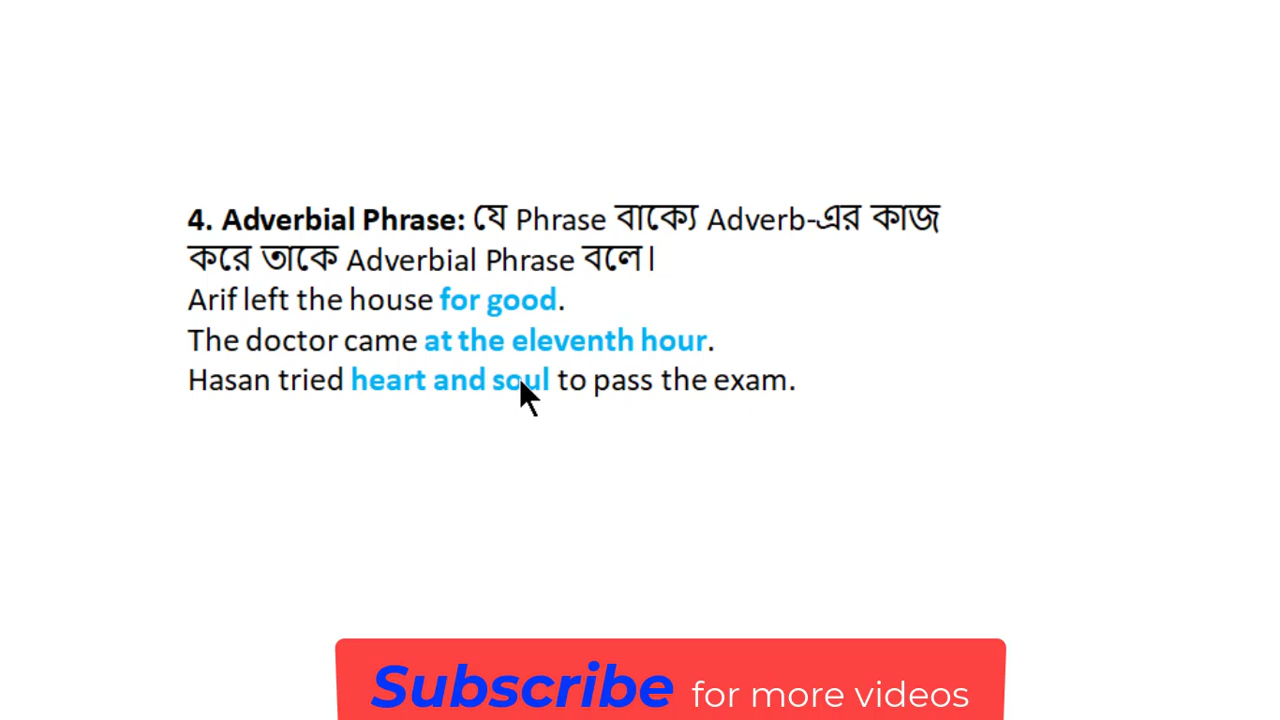 4. Adverbial Phrase: যে Phrase বাক্যে Adverb-এর কাজ
করে তাকে Adverbial Phrase বলে।
Arif left the house for good.
The doctor came at the eleventh hour.
Hasan tried heart and soul to pass the exam.
Subscribe for more videos